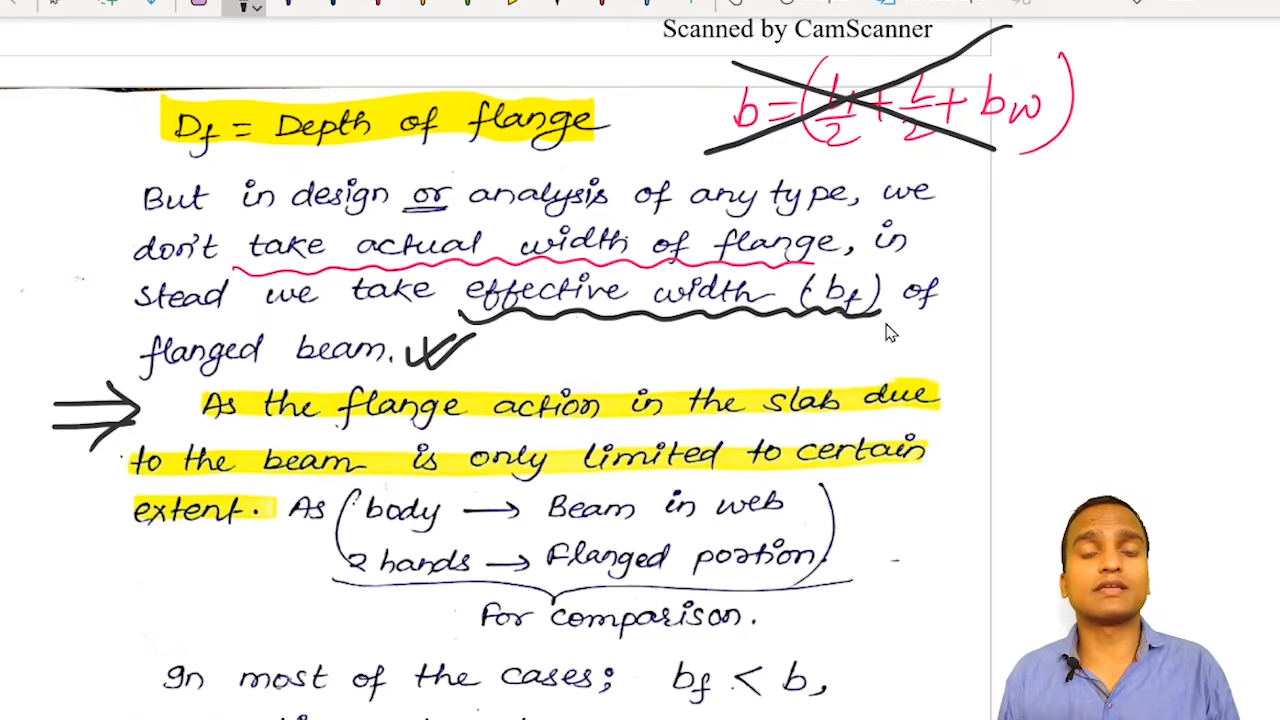 Scanned by CamScanner
b = (L₁/2 + L/2 + bw)
Df = Depth of flange
But in design or analysis of any type, we
don't take actual width of flange, in
stead we take effective width (bf) of
flanged beam.
⇒ As the flange action in the slab due
to the beam is only limited to certain
extent. As (body → Beam in web
2 hands → Flanged portion)
For comparison.
In most of the cases; bf < b,